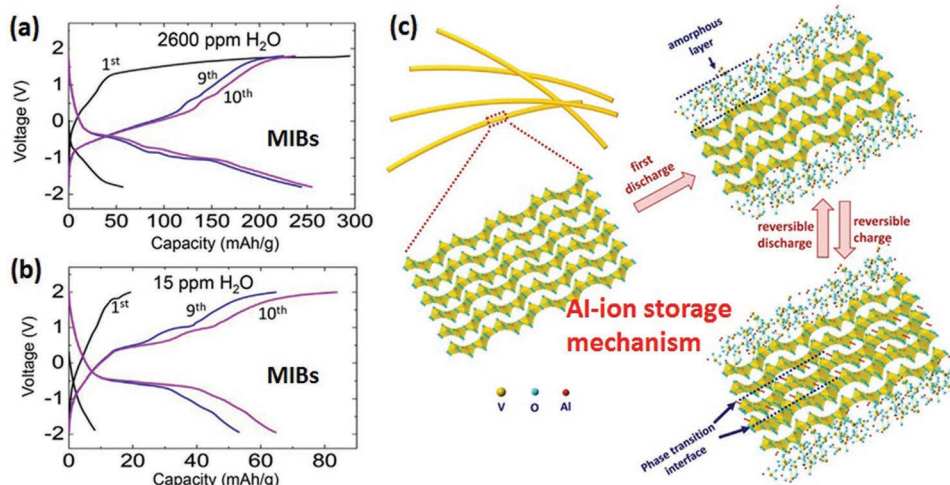 (a)
2600 ppm H₂O
1st
9th
10th
MIBs
Voltage (V)
2
1
0
-1
-2
0 50 100 150 200 250 300
Capacity (mAh/g)
(b)
15 ppm H₂O
1st
9th
10th
MIBs
Voltage (V)
2
1
0
-1
-2
0 20 40 60 80
Capacity (mAh/g)
(c)
amorphous
layer
first
discharge
reversible
discharge
reversible
charge
Al-ion storage
mechanism
V O Al
Phase transition
interface